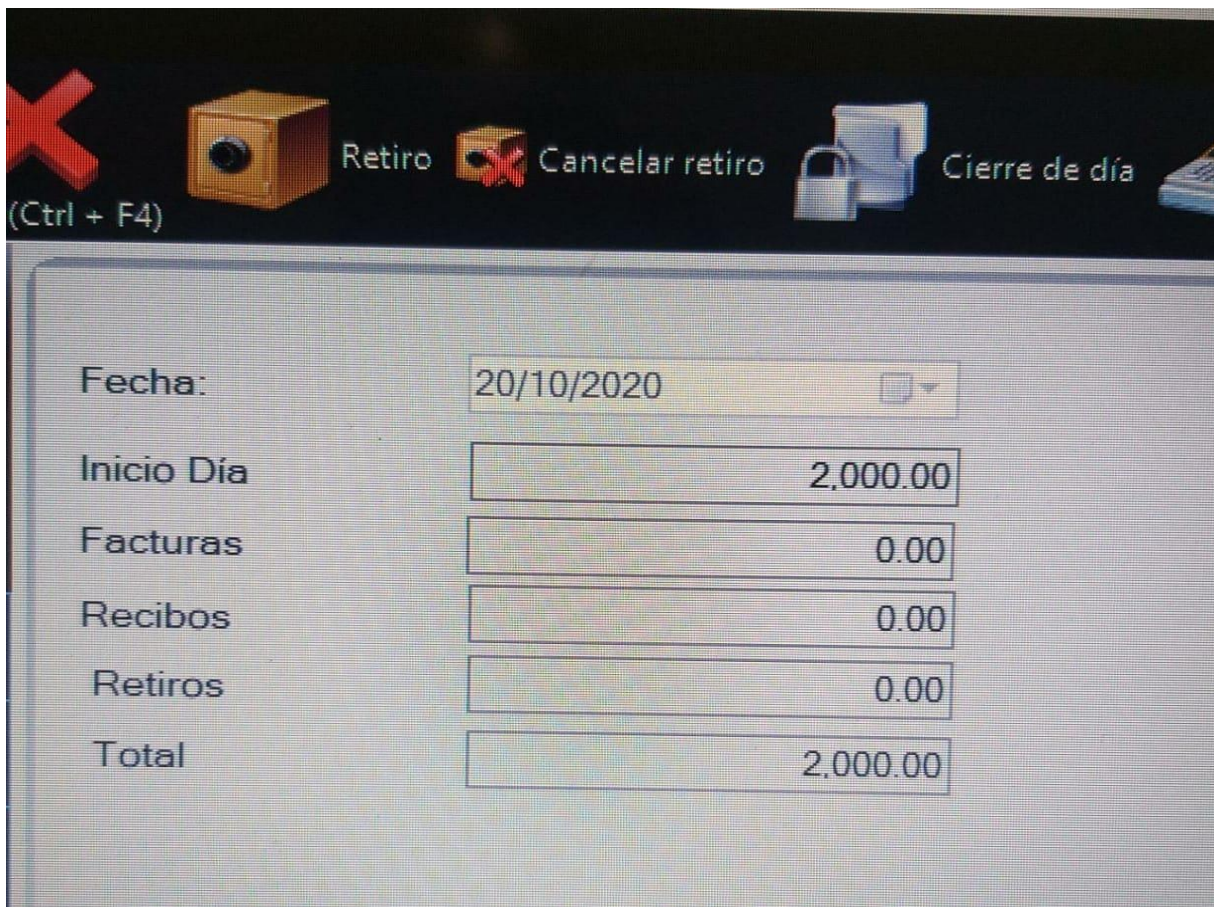 Retiro
Cancelar retiro
Cierre de día
(Ctrl + F4)
Fecha: 20/10/2020
Inicio Día 2,000.00
Facturas 0.00
Recibos 0.00
Retiros 0.00
Total 2,000.00